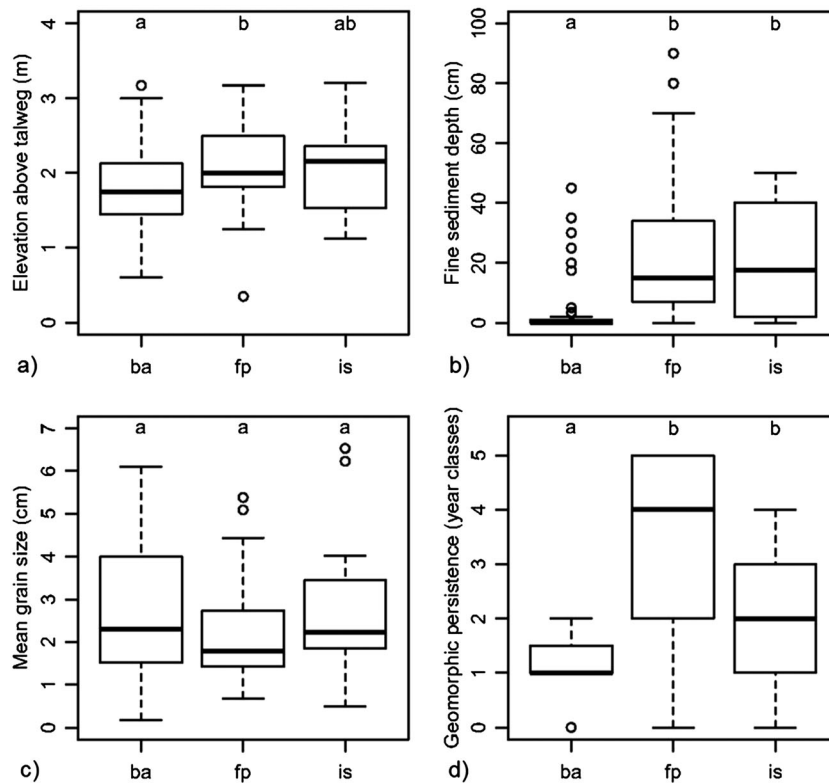 a b ab
Elevation above talweg (m)
4
3
2
1
0
ba fp is
a)
a b b
Fine sediment depth (cm)
100
80
60
40
20
0
ba fp is
b)
a a a
Mean grain size (cm)
7
6
5
4
3
2
1
0
ba fp is
c)
a b b
Geomorphic persistence (year classes)
5
4
3
2
1
0
ba fp is
d)